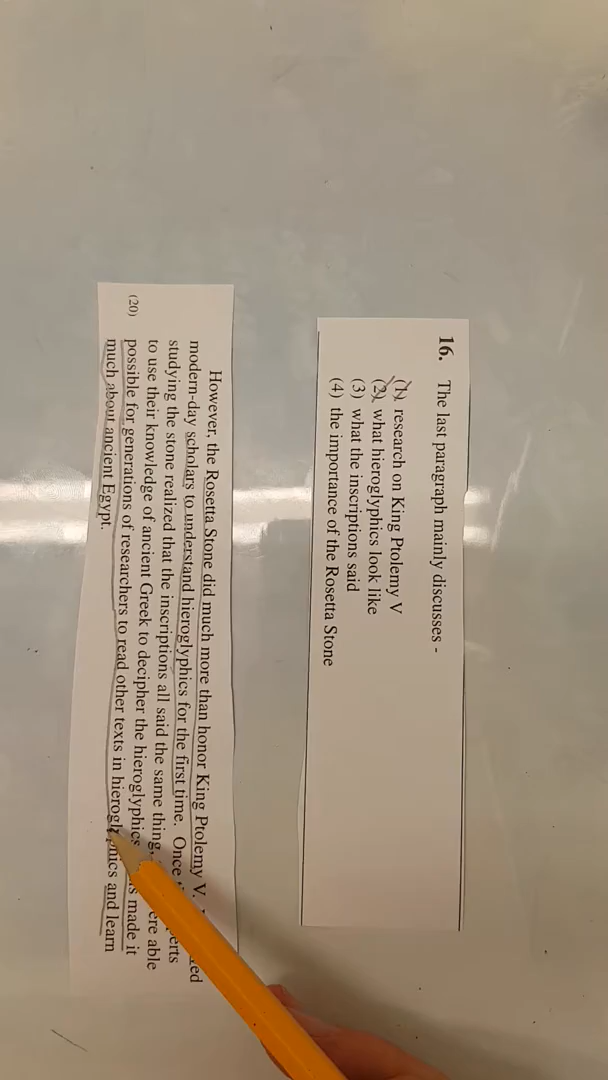 16. The last paragraph mainly discusses -
(1) research on King Ptolemy V
(2) what hieroglyphics look like
(3) what the inscriptions said
(4) the importance of the Rosetta Stone
However, the Rosetta Stone did much more than honor King Ptolemy V.
modern-day scholars to understand hieroglyphics for the first time. Once
studying the stone realized that the inscriptions all said the same thing, able
to use their knowledge of ancient Greek to decipher the hieroglyphics made it
(20) possible for generations of researchers to read other texts in hieroglyphics and learn
much about ancient Egypt.